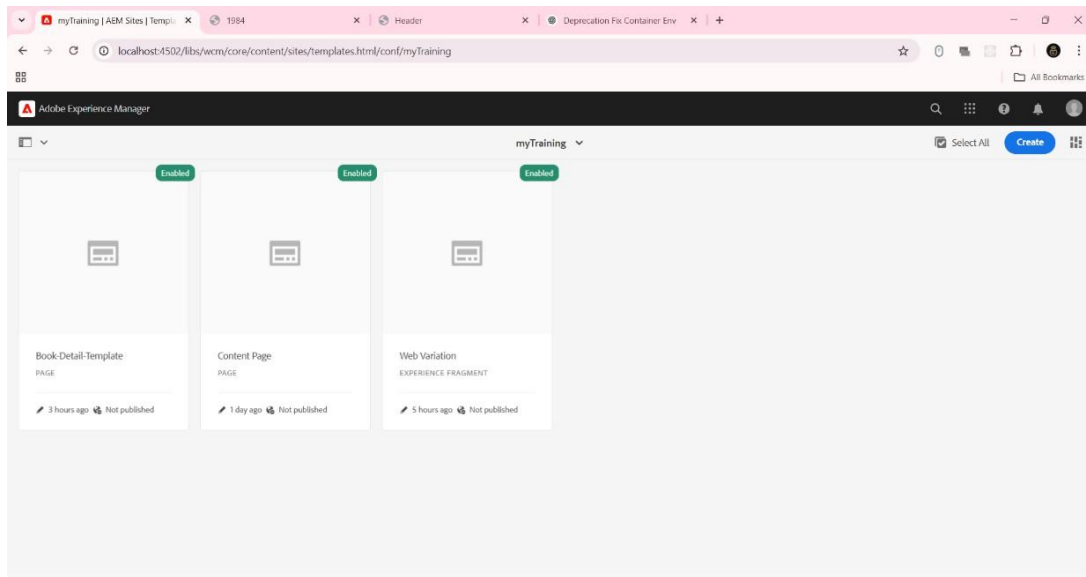 myTraining | AEM Sites | Templa
1984
Header
Deprecation Fix Container Env
localhost:4502/libs/wcm/core/content/sites/templates.html/conf/myTraining
All Bookmarks
Adobe Experience Manager
myTraining
Select All
Create
Enabled
Enabled
Enabled
Book-Detail-Template
PAGE
3 hours ago Not published
Content Page
PAGE
1 day ago Not published
Web Variation
EXPERIENCE FRAGMENT
5 hours ago Not published